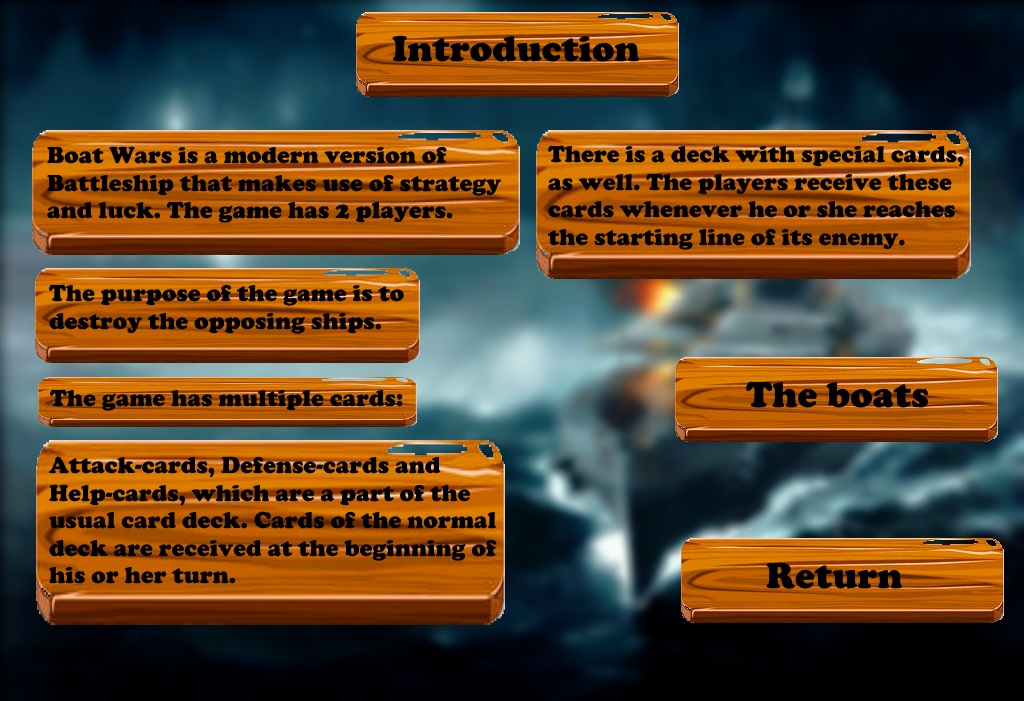 Introduction
Boat Wars is a modern version of
Battleship that makes use of strategy
and luck. The game has 2 players.
The purpose of the game is to
destroy the opposing ships.
The game has multiple cards:
Attack-cards, Defense-cards and
Help-cards, which are a part of the
usual card deck. Cards of the normal
deck are received at the beginning of
his or her turn.
There is a deck with special cards,
as well. The players receive these
cards whenever he or she reaches
the starting line of its enemy.
The boats
Return